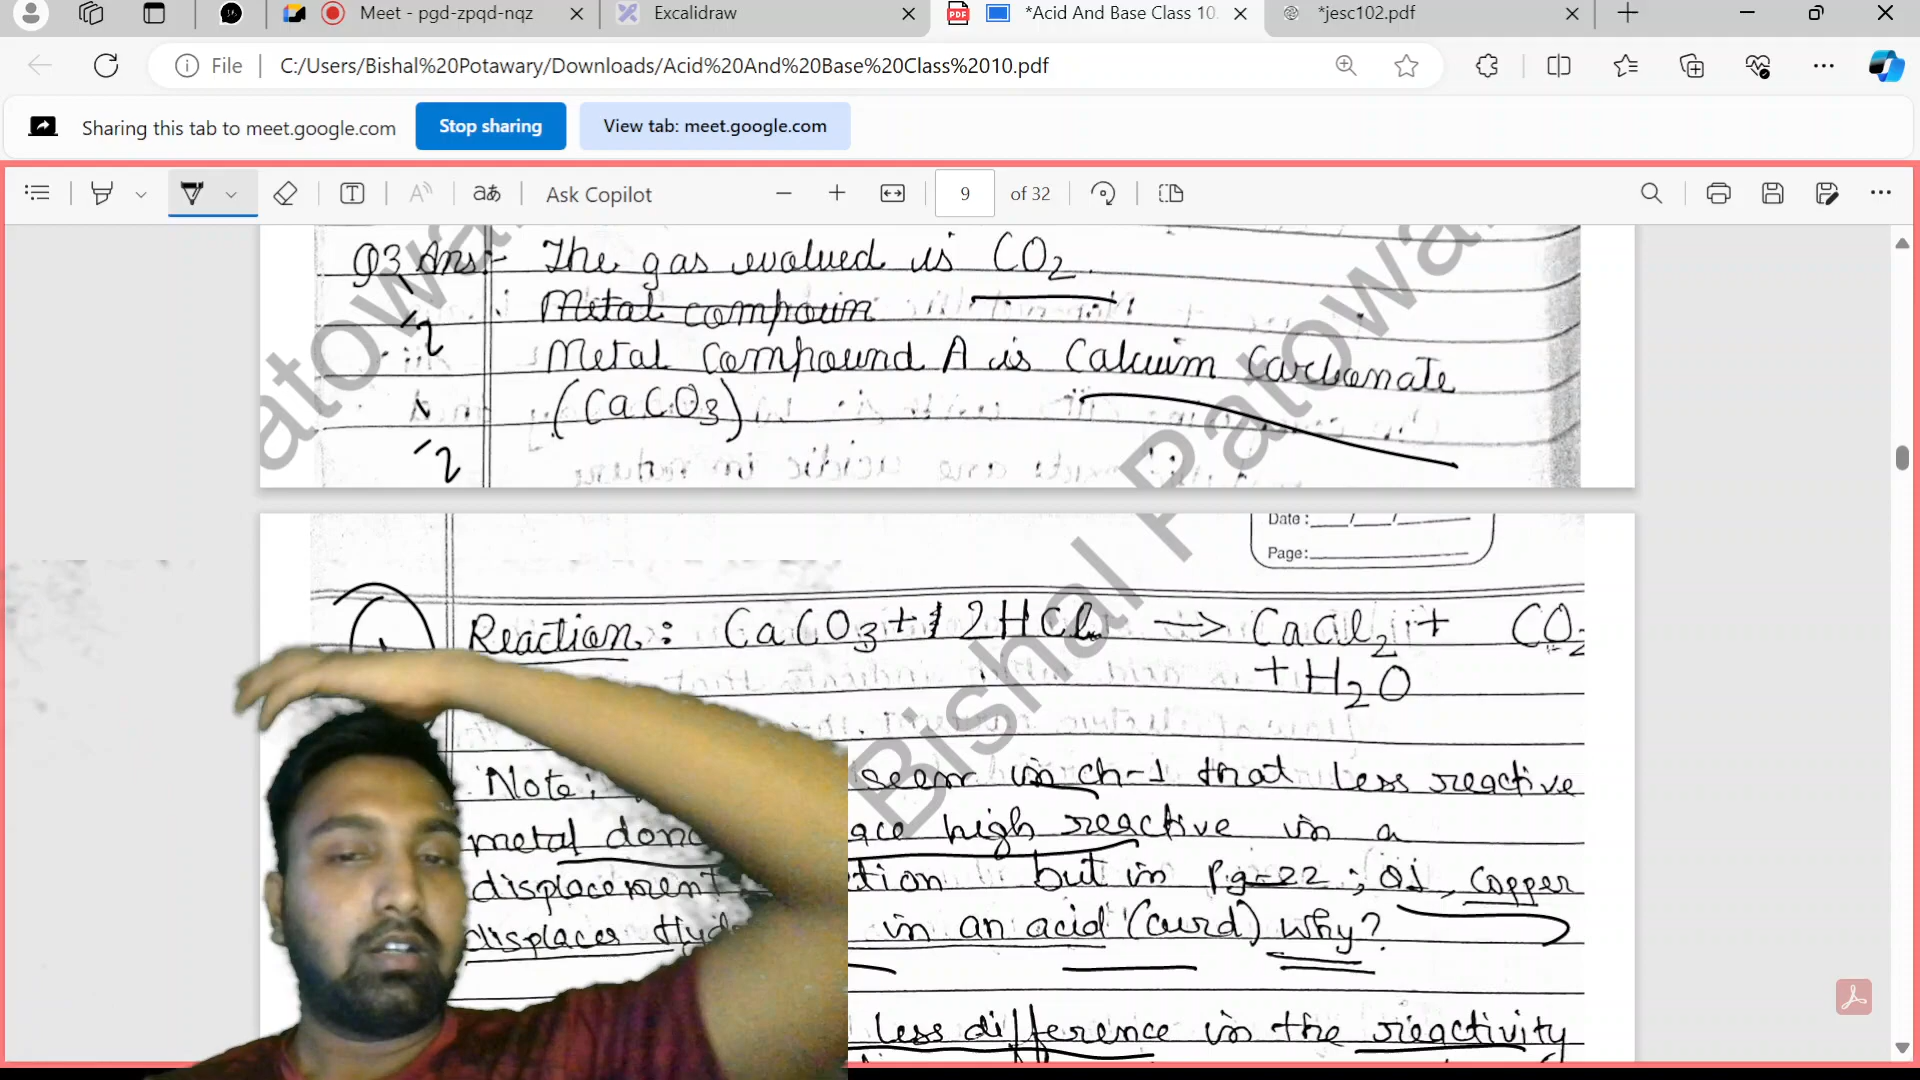 Meet - pgd-zpqd-nqz
Excalidraw
*Acid And Base Class 10.
*jesc102.pdf
File
C:/Users/Bishal%20Potawary/Downloads/Acid%20And%20Base%20Class%2010.pdf
Sharing this tab to meet.google.com
Stop sharing
View tab: meet.google.com
Ask Copilot
9
of 32
Q3 Ans:- The gas evolved is CO2.
Metal compoun
Metal Compound A is Calcuim Carbonate
(CaCO3)
Date:
Page:
Reaction: CaCO3 + 2HCl → CaCl2 + CO2
+ H2O
Note: seen in ch-1 that less reactive
metal high reactive in a
displacement but in Pg-22; Q1, Copper
displaces in an acid (curd) why?
less difference in the reactivity
Bishal Patowa